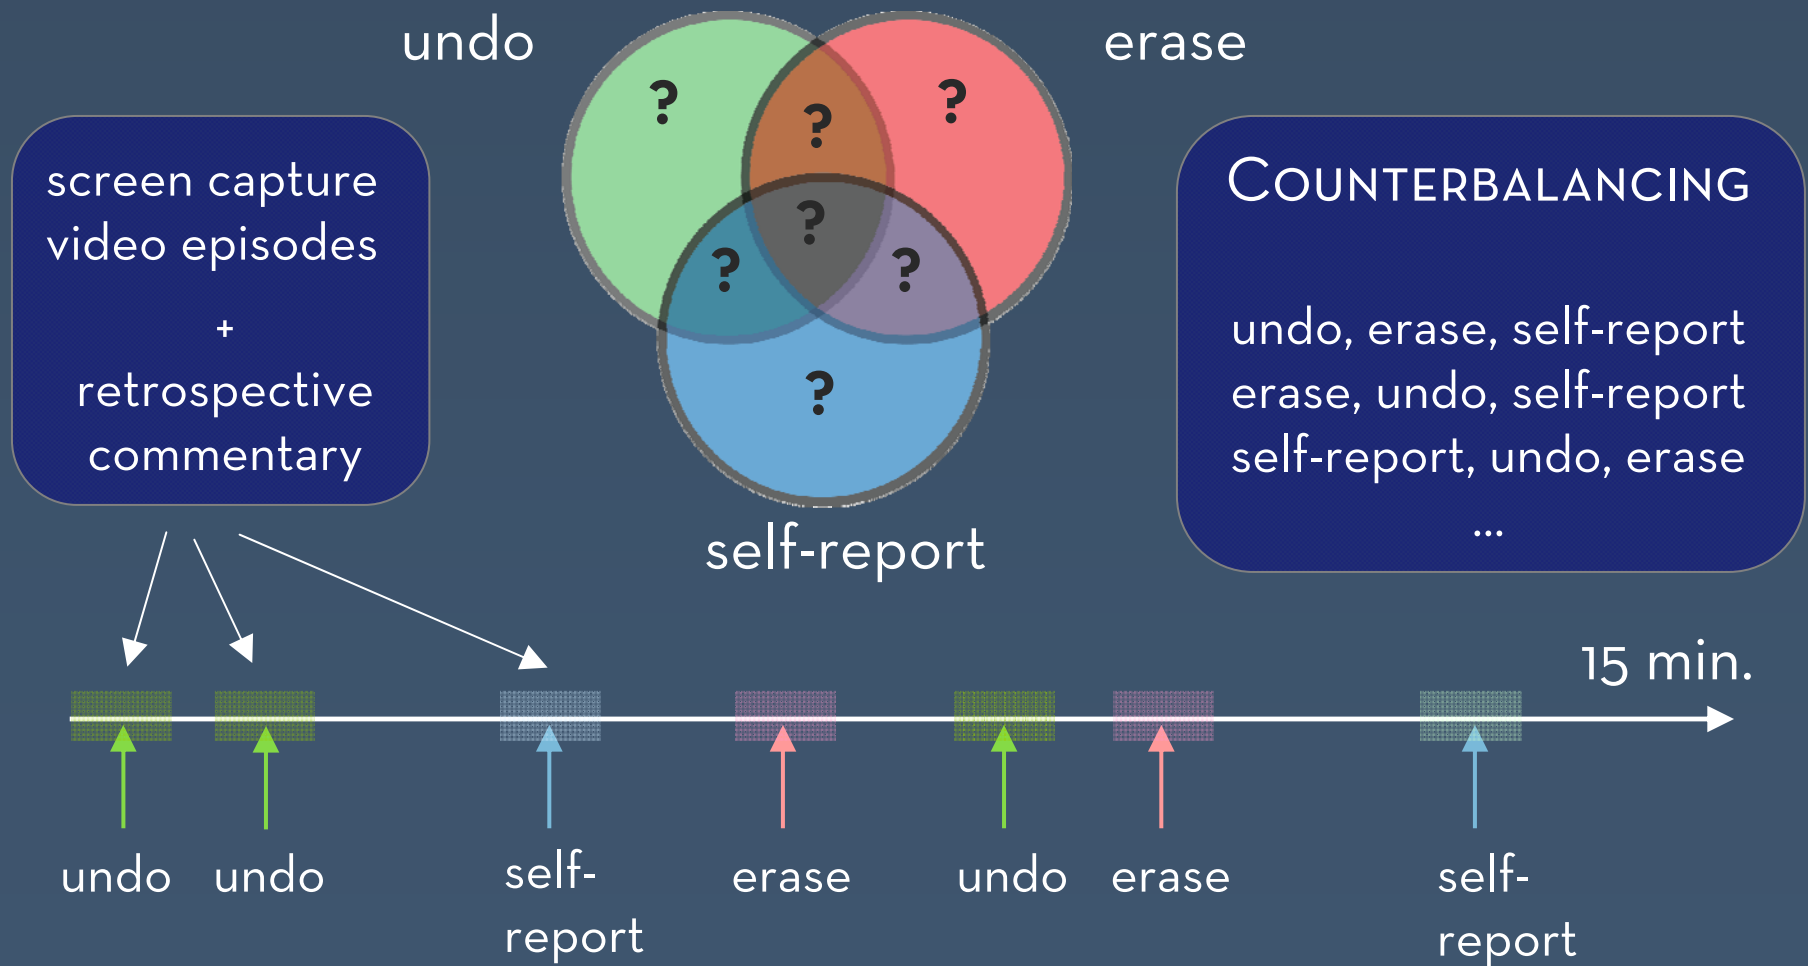 undo
erase
?
?
?
?
?
?
?
self-report
screen capture
video episodes
+
retrospective
commentary
COUNTERBALANCING
undo, erase, self-report
erase, undo, self-report
self-report, undo, erase
...
15 min.
undo
undo
self-
report
erase
undo
erase
self-
report